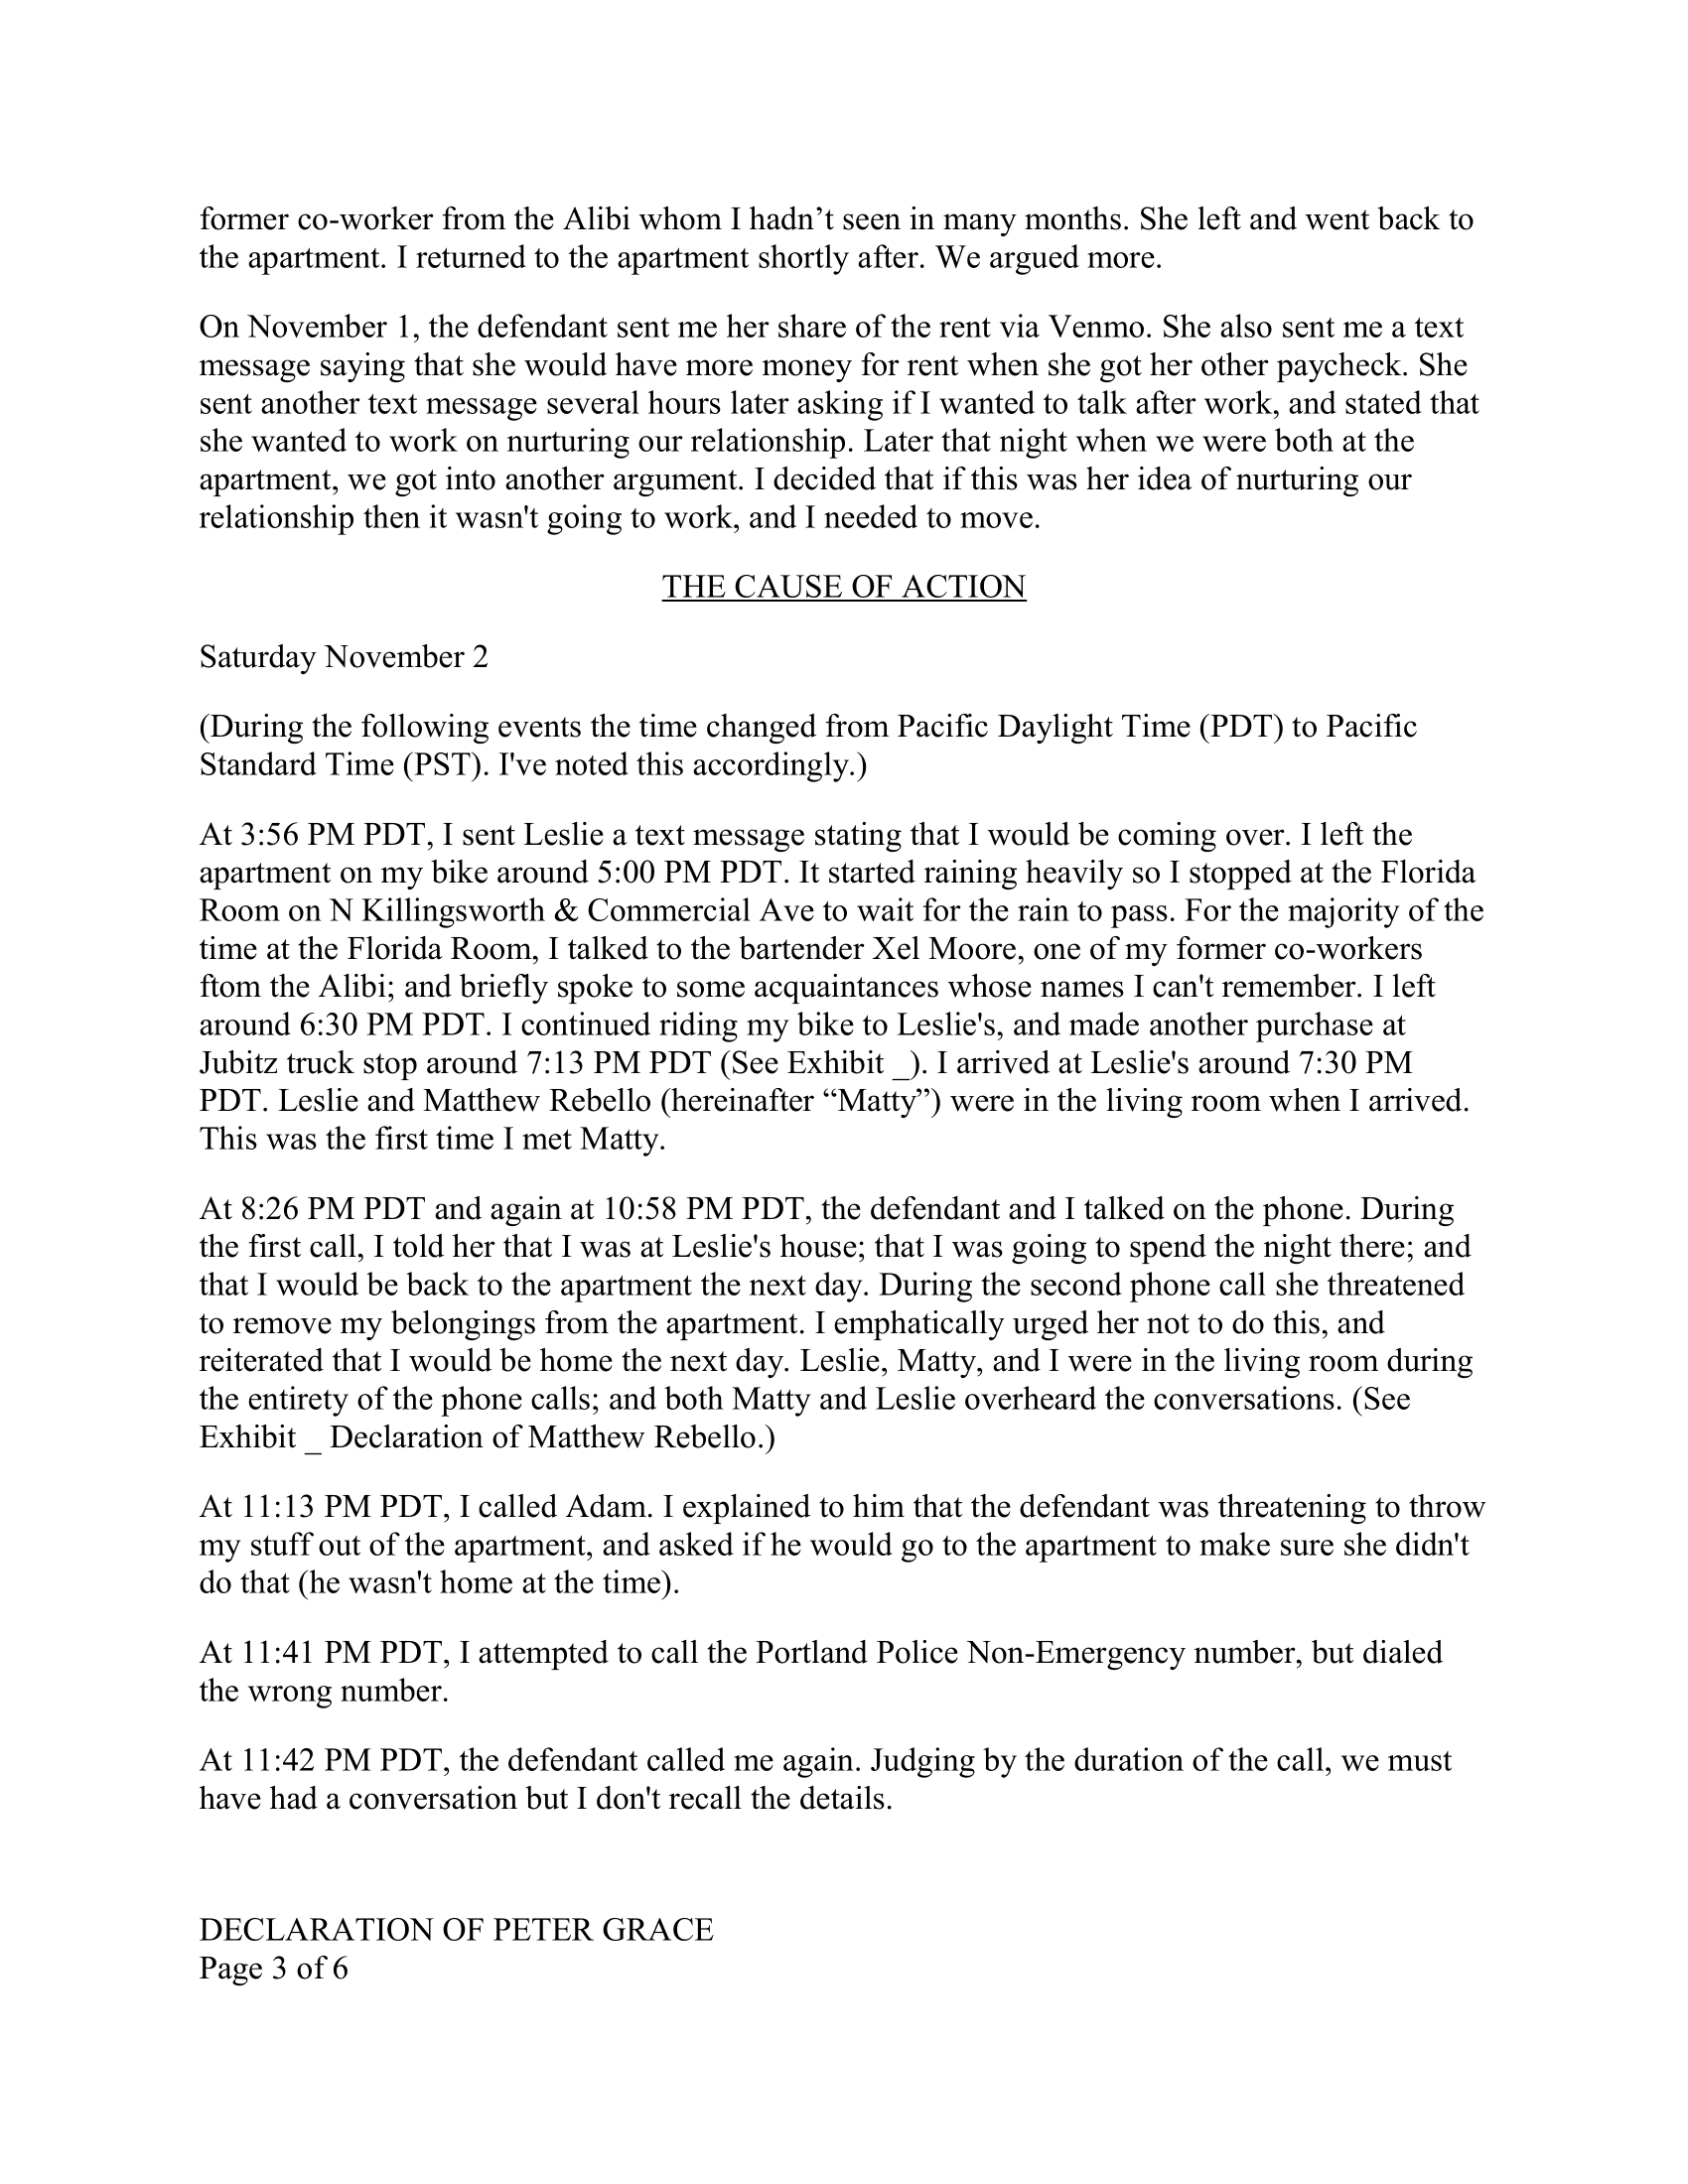 former co-worker from the Alibi whom I hadn’t seen in many months. She left and went back to
the apartment. I returned to the apartment shortly after. We argued more.
On November 1, the defendant sent me her share of the rent via Venmo. She also sent me a text
message saying that she would have more money for rent when she got her other paycheck. She
sent another text message several hours later asking if I wanted to talk after work, and stated that
she wanted to work on nurturing our relationship. Later that night when we were both at the
apartment, we got into another argument. I decided that if this was her idea of nurturing our
relationship then it wasn't going to work, and I needed to move.
THE CAUSE OF ACTION
Saturday November 2
(During the following events the time changed from Pacific Daylight Time (PDT) to Pacific
Standard Time (PST). I've noted this accordingly.)
At 3:56 PM PDT, I sent Leslie a text message stating that I would be coming over. I left the
apartment on my bike around 5:00 PM PDT. It started raining heavily so I stopped at the Florida
Room on N Killingsworth & Commercial Ave to wait for the rain to pass. For the majority of the
time at the Florida Room, I talked to the bartender Xel Moore, one of my former co-workers
ftom the Alibi; and briefly spoke to some acquaintances whose names I can't remember. I left
around 6:30 PM PDT. I continued riding my bike to Leslie's, and made another purchase at
Jubitz truck stop around 7:13 PM PDT (See Exhibit _). I arrived at Leslie's around 7:30 PM
PDT. Leslie and Matthew Rebello (hereinafter “Matty”) were in the living room when I arrived.
This was the first time I met Matty.
At 8:26 PM PDT and again at 10:58 PM PDT, the defendant and I talked on the phone. During
the first call, I told her that I was at Leslie's house; that I was going to spend the night there; and
that I would be back to the apartment the next day. During the second phone call she threatened
to remove my belongings from the apartment. I emphatically urged her not to do this, and
reiterated that I would be home the next day. Leslie, Matty, and I were in the living room during
the entirety of the phone calls; and both Matty and Leslie overheard the conversations. (See
Exhibit _ Declaration of Matthew Rebello.)
At 11:13 PM PDT, I called Adam. I explained to him that the defendant was threatening to throw
my stuff out of the apartment, and asked if he would go to the apartment to make sure she didn't
do that (he wasn't home at the time).
At 11:41 PM PDT, I attempted to call the Portland Police Non-Emergency number, but dialed
the wrong number.
At 11:42 PM PDT, the defendant called me again. Judging by the duration of the call, we must
have had a conversation but I don't recall the details.
DECLARATION OF PETER GRACE
Page 3 of 6